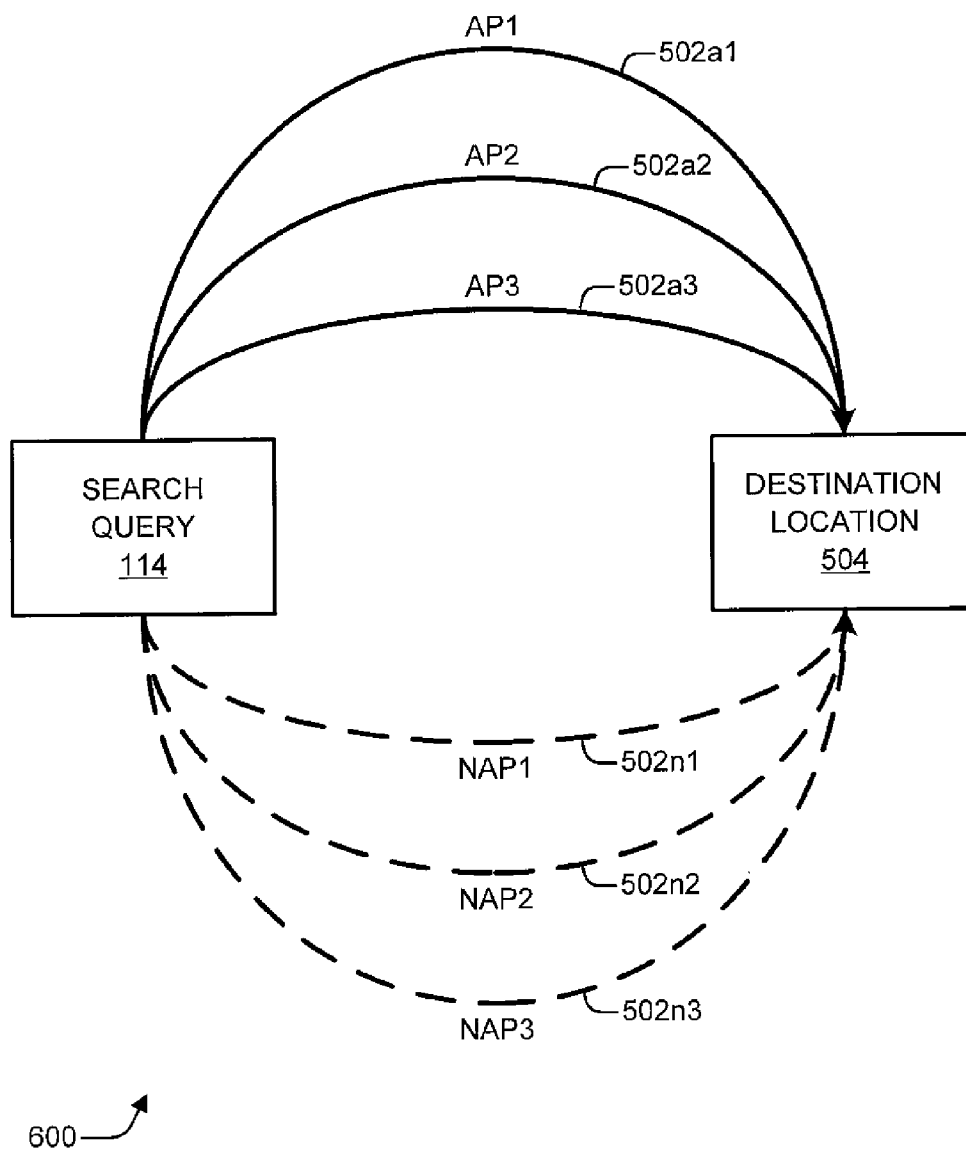 AP1
502a1
AP2
502a2
AP3
502a3
SEARCH
QUERY
114
DESTINATION
LOCATION
504
NAP1
502n1
NAP2
502n2
NAP3
502n3
600